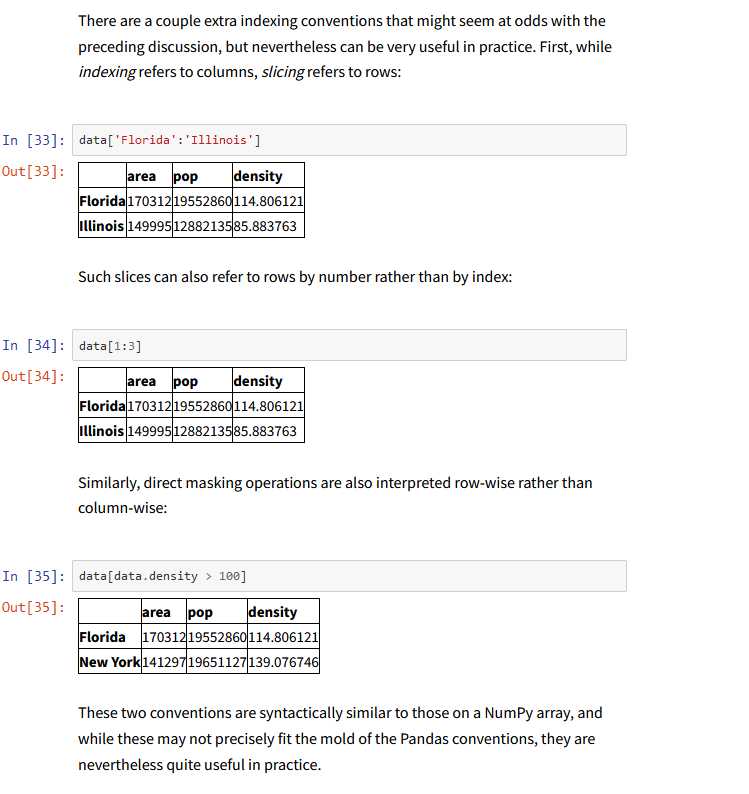 There are a couple extra indexing conventions that might seem at odds with the
preceding discussion, but nevertheless can be very useful in practice. First, while
indexing refers to columns, slicing refers to rows:
In [33]: data['Florida':'Illinois']
Out[33]:
area pop density
Florida 170312 19552860 114.806121
Illinois 149995 12882135 85.883763
Such slices can also refer to rows by number rather than by index:
In [34]: data[1:3]
Out[34]:
area pop density
Florida 170312 19552860 114.806121
Illinois 149995 12882135 85.883763
Similarly, direct masking operations are also interpreted row-wise rather than
column-wise:
In [35]: data[data.density > 100]
Out[35]:
area pop density
Florida 170312 19552860 114.806121
New York 141297 19651127 139.076746
These two conventions are syntactically similar to those on a NumPy array, and
while these may not precisely fit the mold of the Pandas conventions, they are
nevertheless quite useful in practice.